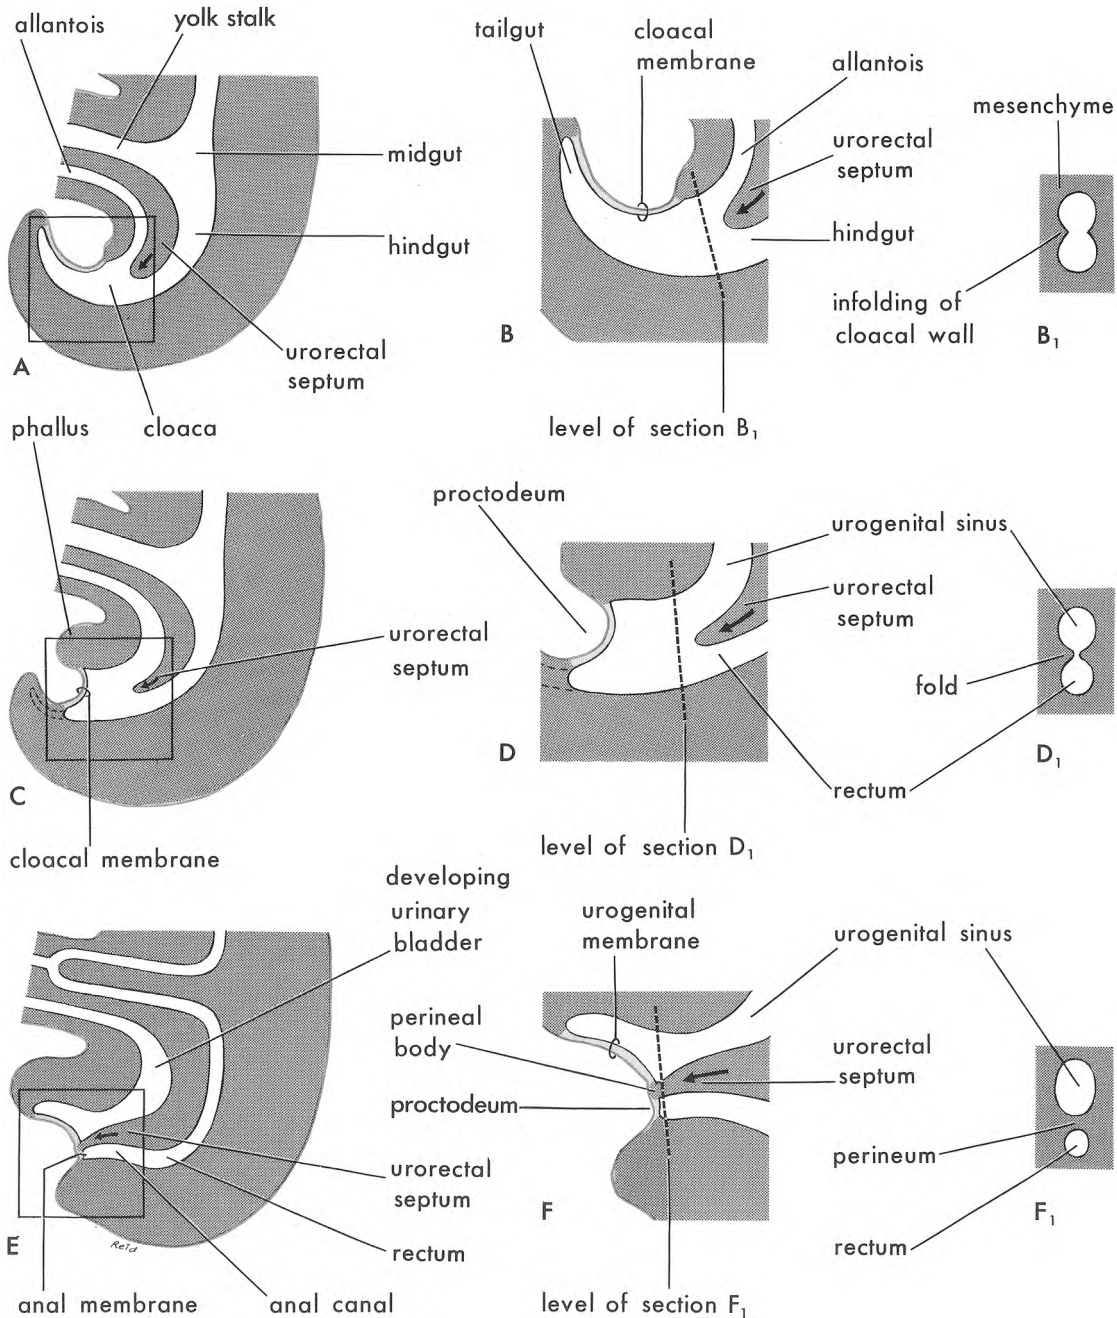 allantois
yolk stalk
midgut
hindgut
urorectal
septum
A
cloaca
tailgut
cloacal
membrane
allantois
urorectal
septum
hindgut
B
level of section B₁
mesenchyme
infolding of
cloacal wall
B₁
phallus
urorectal
septum
C
cloacal membrane
proctodeum
urogenital sinus
urorectal
septum
D
rectum
level of section D₁
fold
D₁
developing
urinary
bladder
urorectal
septum
rectum
E
Reid
anal membrane
anal canal
urogenital
membrane
perineal
body
proctodeum
urogenital sinus
urorectal
septum
F
level of section F₁
perineum
rectum
F₁